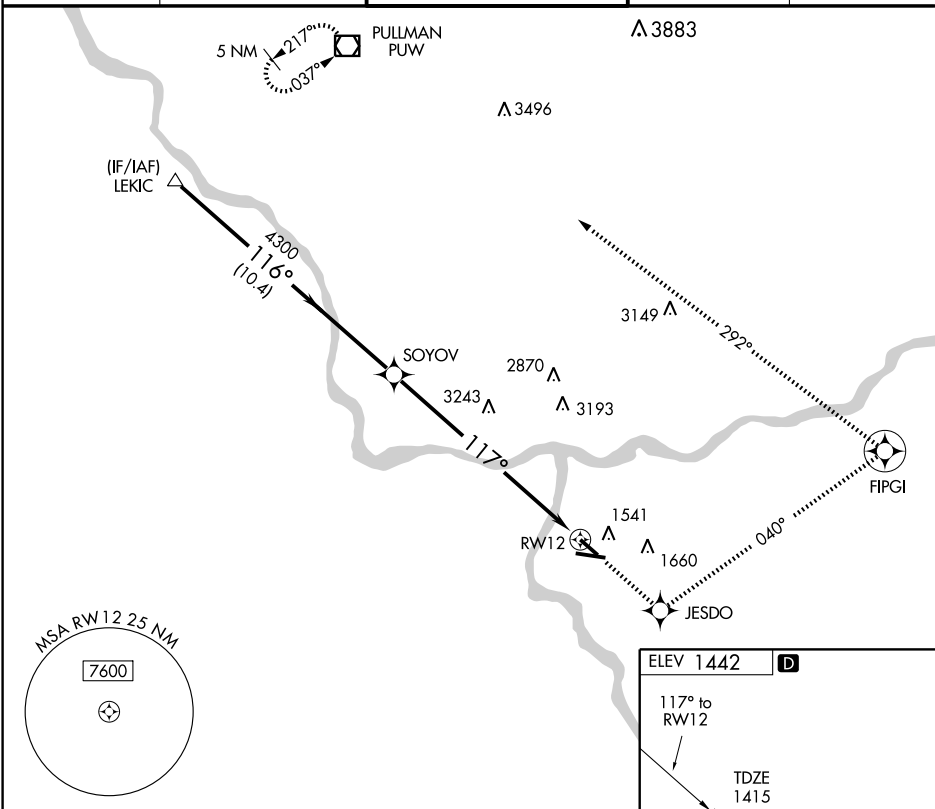 3883
PULLMAN
PUW
5 NM
217°
037°
3496
(IF/IAF)
LEKIC
4300
116°
(10.4)
3149
292°
SOYOV
2870
3243
3193
117°
FIPGI
1541
RW12
040°
1660
JESDO
MSA RW12 25 NM
7600
ELEV 1442 D
117° to
RW12
TDZE
1415